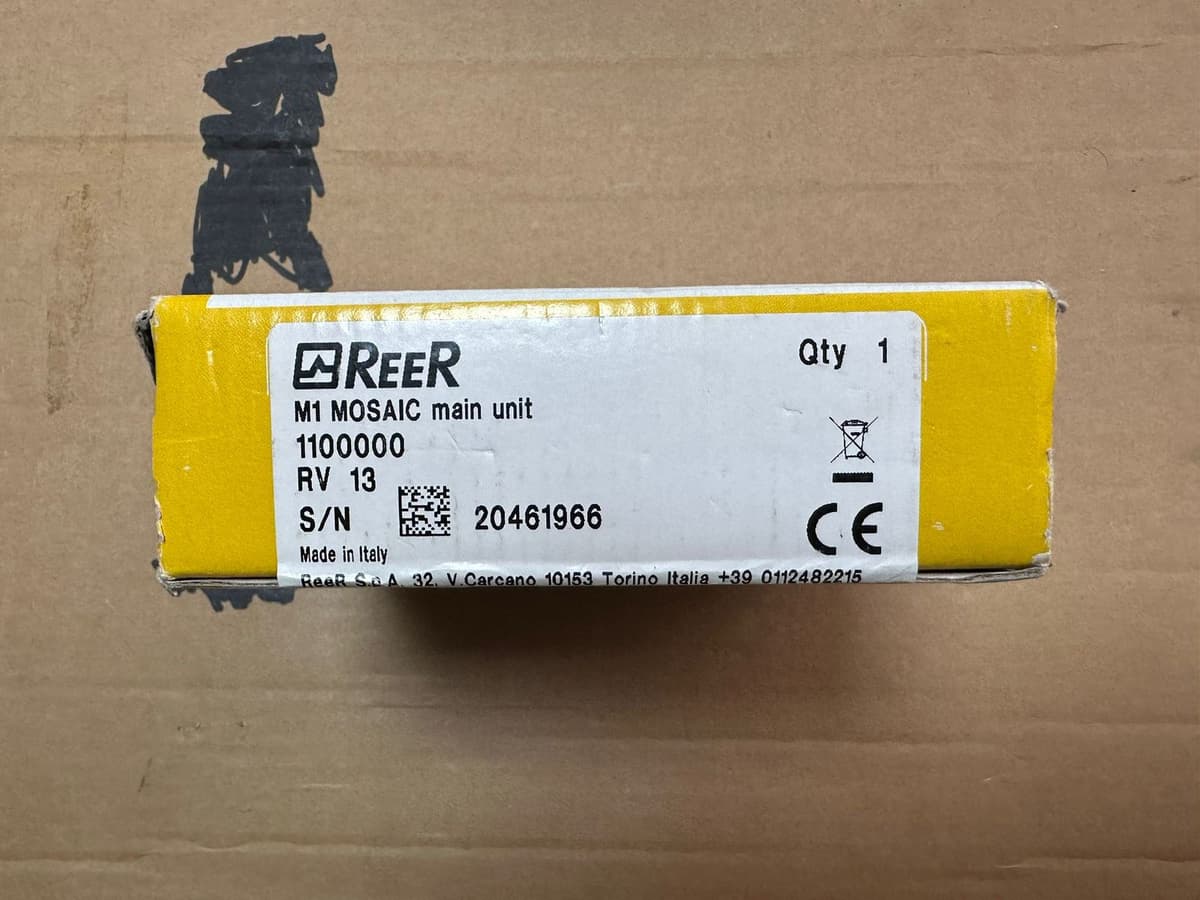 REER
Qty 1
M1 MOSAIC main unit
1100000
RV 13
S/N 20461966
Made in Italy
ReeR S.p.A. 32, V.Carcano 10153 Torino Italia +39 0112482215
CE